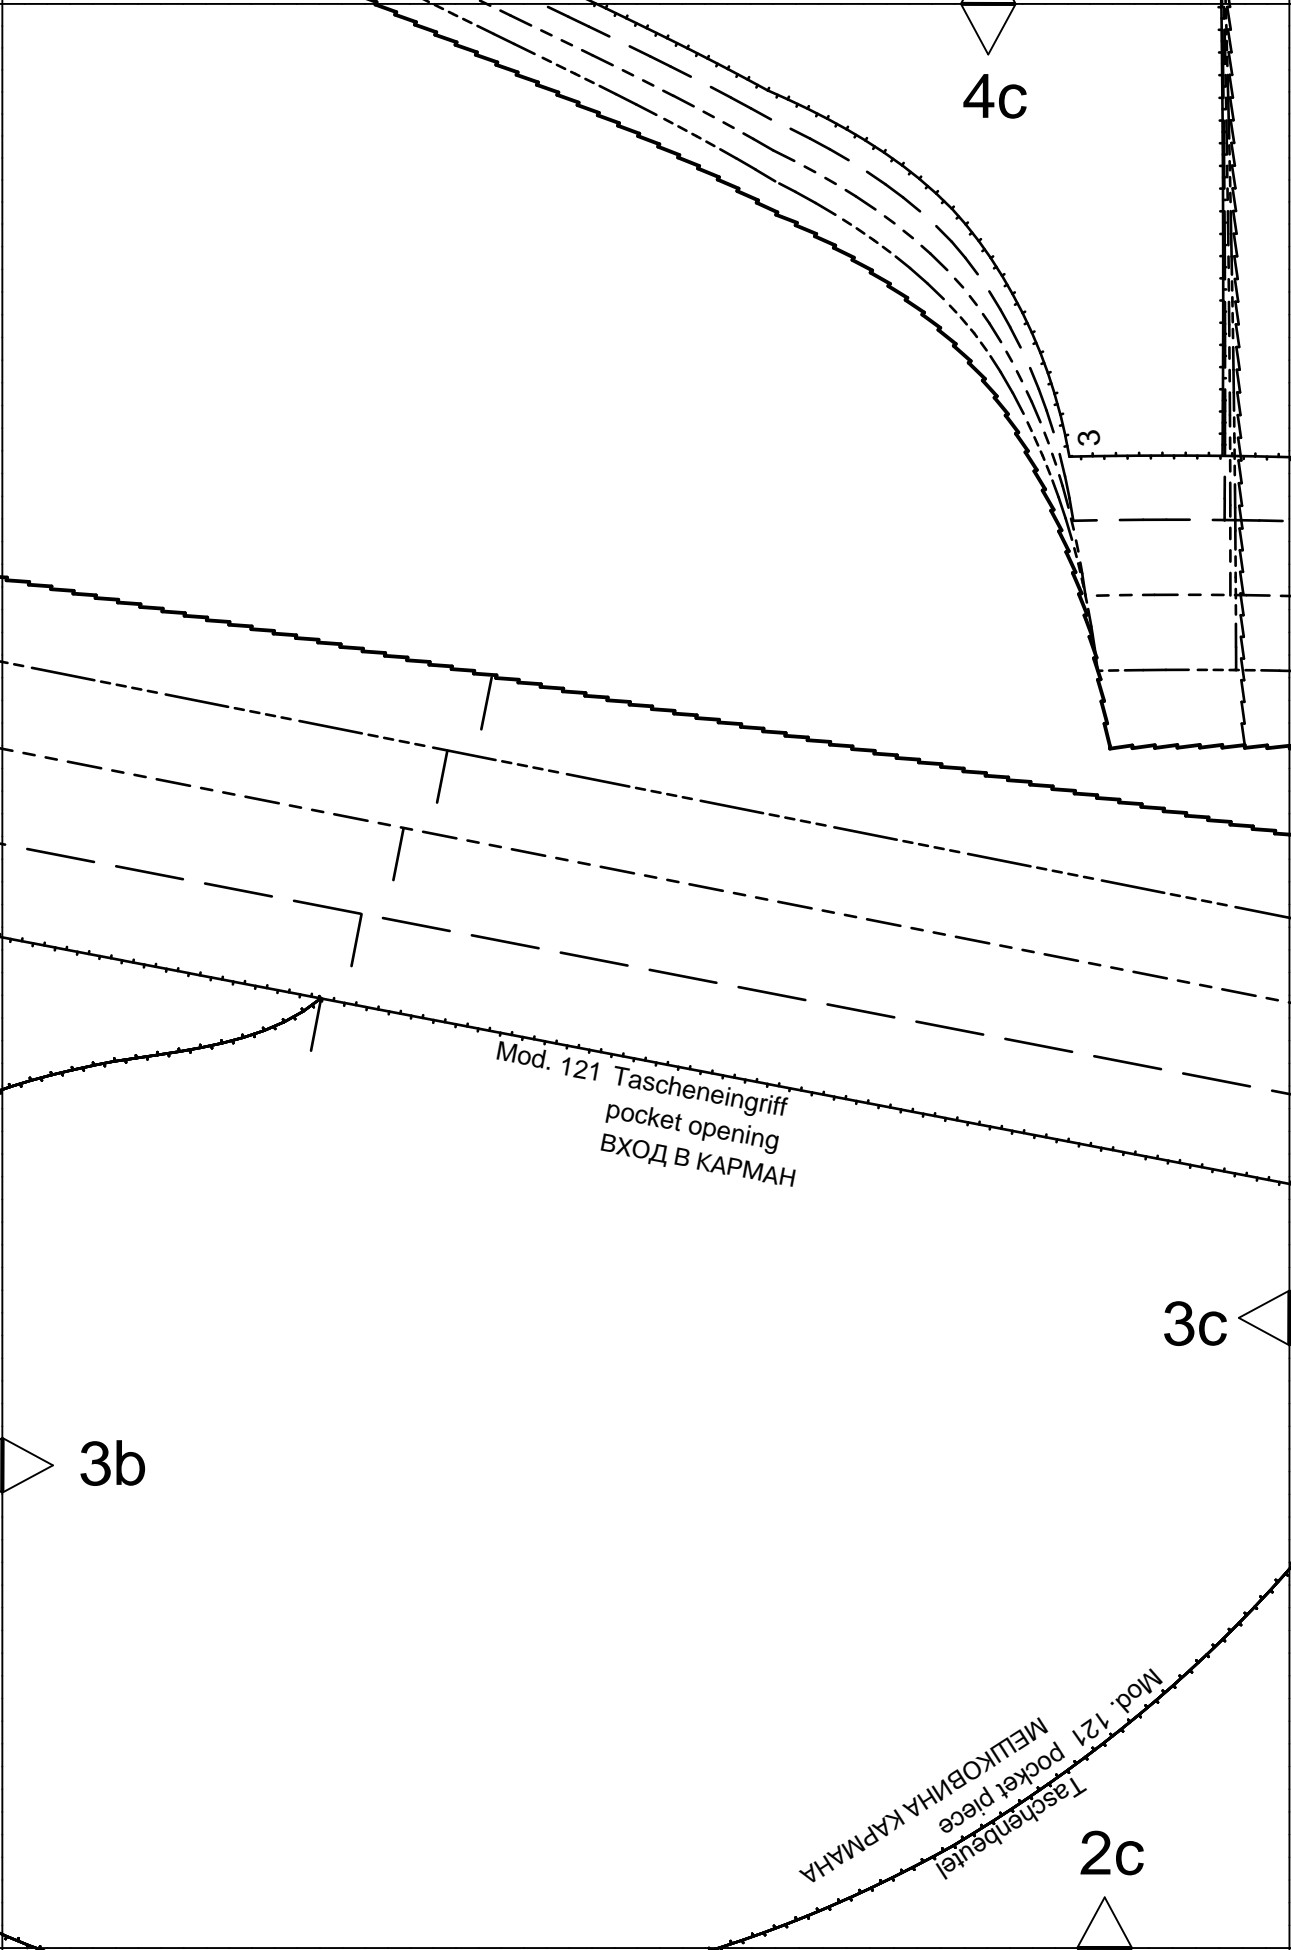 4c
3
Mod. 121 Tascheneingriff
pocket opening
ВХОД В КАРМАН
3c
3b
Mod. 121
Taschenbeutel
pocket piece
МЕШКОВИНА КАРМАНА
2c